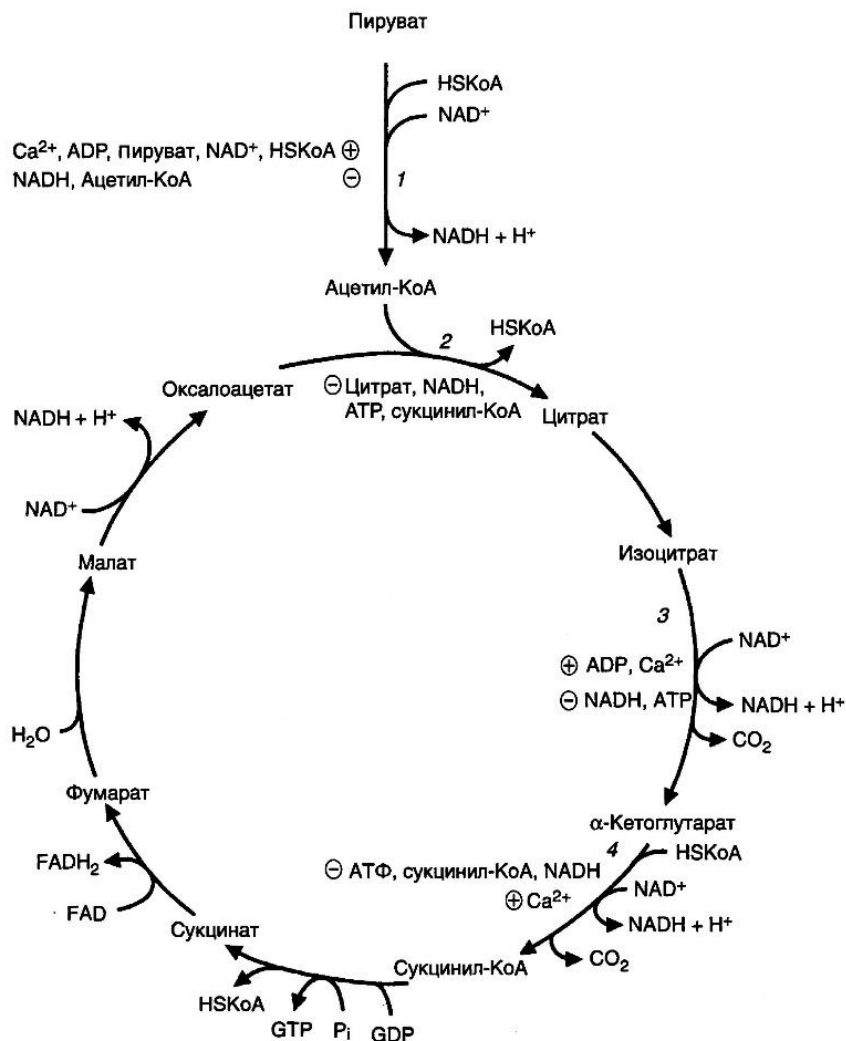 Пируват
HSKoA
NAD⁺
Ca²⁺, ADP, пируват, NAD⁺, HSKoA ⊕
NADH, Ацетил-КоА ⊖
1
NADH + H⁺
Ацетил-КоА
2
HSKoA
Оксалоацетат
⊖ Цитрат, NADH,
ATP, сукцинил-КоА
Цитрат
NADH + H⁺
NAD⁺
Малат
Изоцитрат
3
NAD⁺
⊕ ADP, Ca²⁺
⊖ NADH, ATP
NADH + H⁺
CO₂
H₂O
Фумарат
α-Кетоглутарат
4
HSKoA
⊖ АТФ, сукцинил-КоА, NADH
⊕ Ca²⁺
NAD⁺
NADH + H⁺
CO₂
FADH₂
FAD
Сукцинат
Сукцинил-КоА
HSKoA
GTP
Pᵢ
GDP